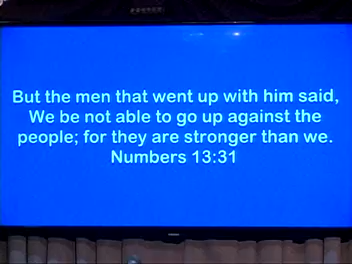 But the men that went up with him said,
We be not able to go up against the
people; for they are stronger than we.
Numbers 13:31